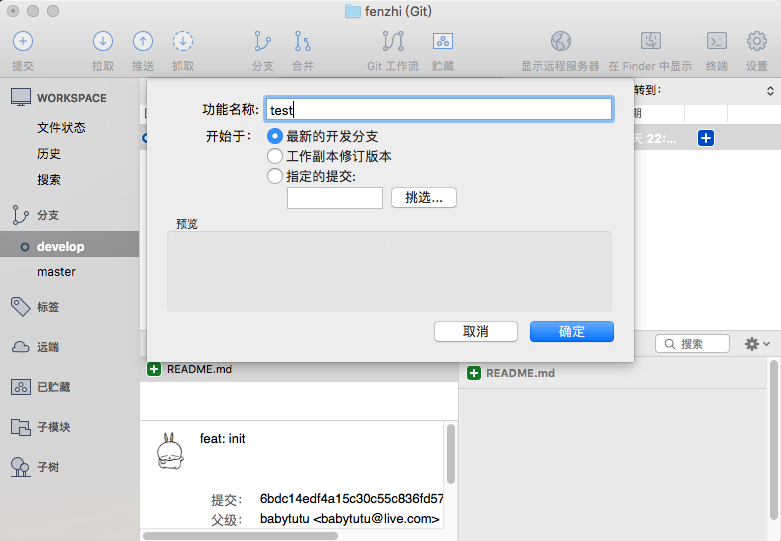 fenzhi (Git)
提交 拉取 推送 抓取 分支 合并 Git 工作流 贮藏 显示远程服务器 在 Finder 中显示 终端 设置
WORKSPACE
文件状态
历史
搜索
分支
develop
master
标签
远端
已贮藏
子模块
子树
功能名称: test
开始于: 最新的开发分支
工作副本修订版本
指定的提交:
挑选...
预览
取消 确定
转到:
期
天 22:...
搜索
README.md
README.md
feat: init
提交: 6bdc14edf4a15c30c55c836fd57
父级: babytutu <babytutu@live.com>